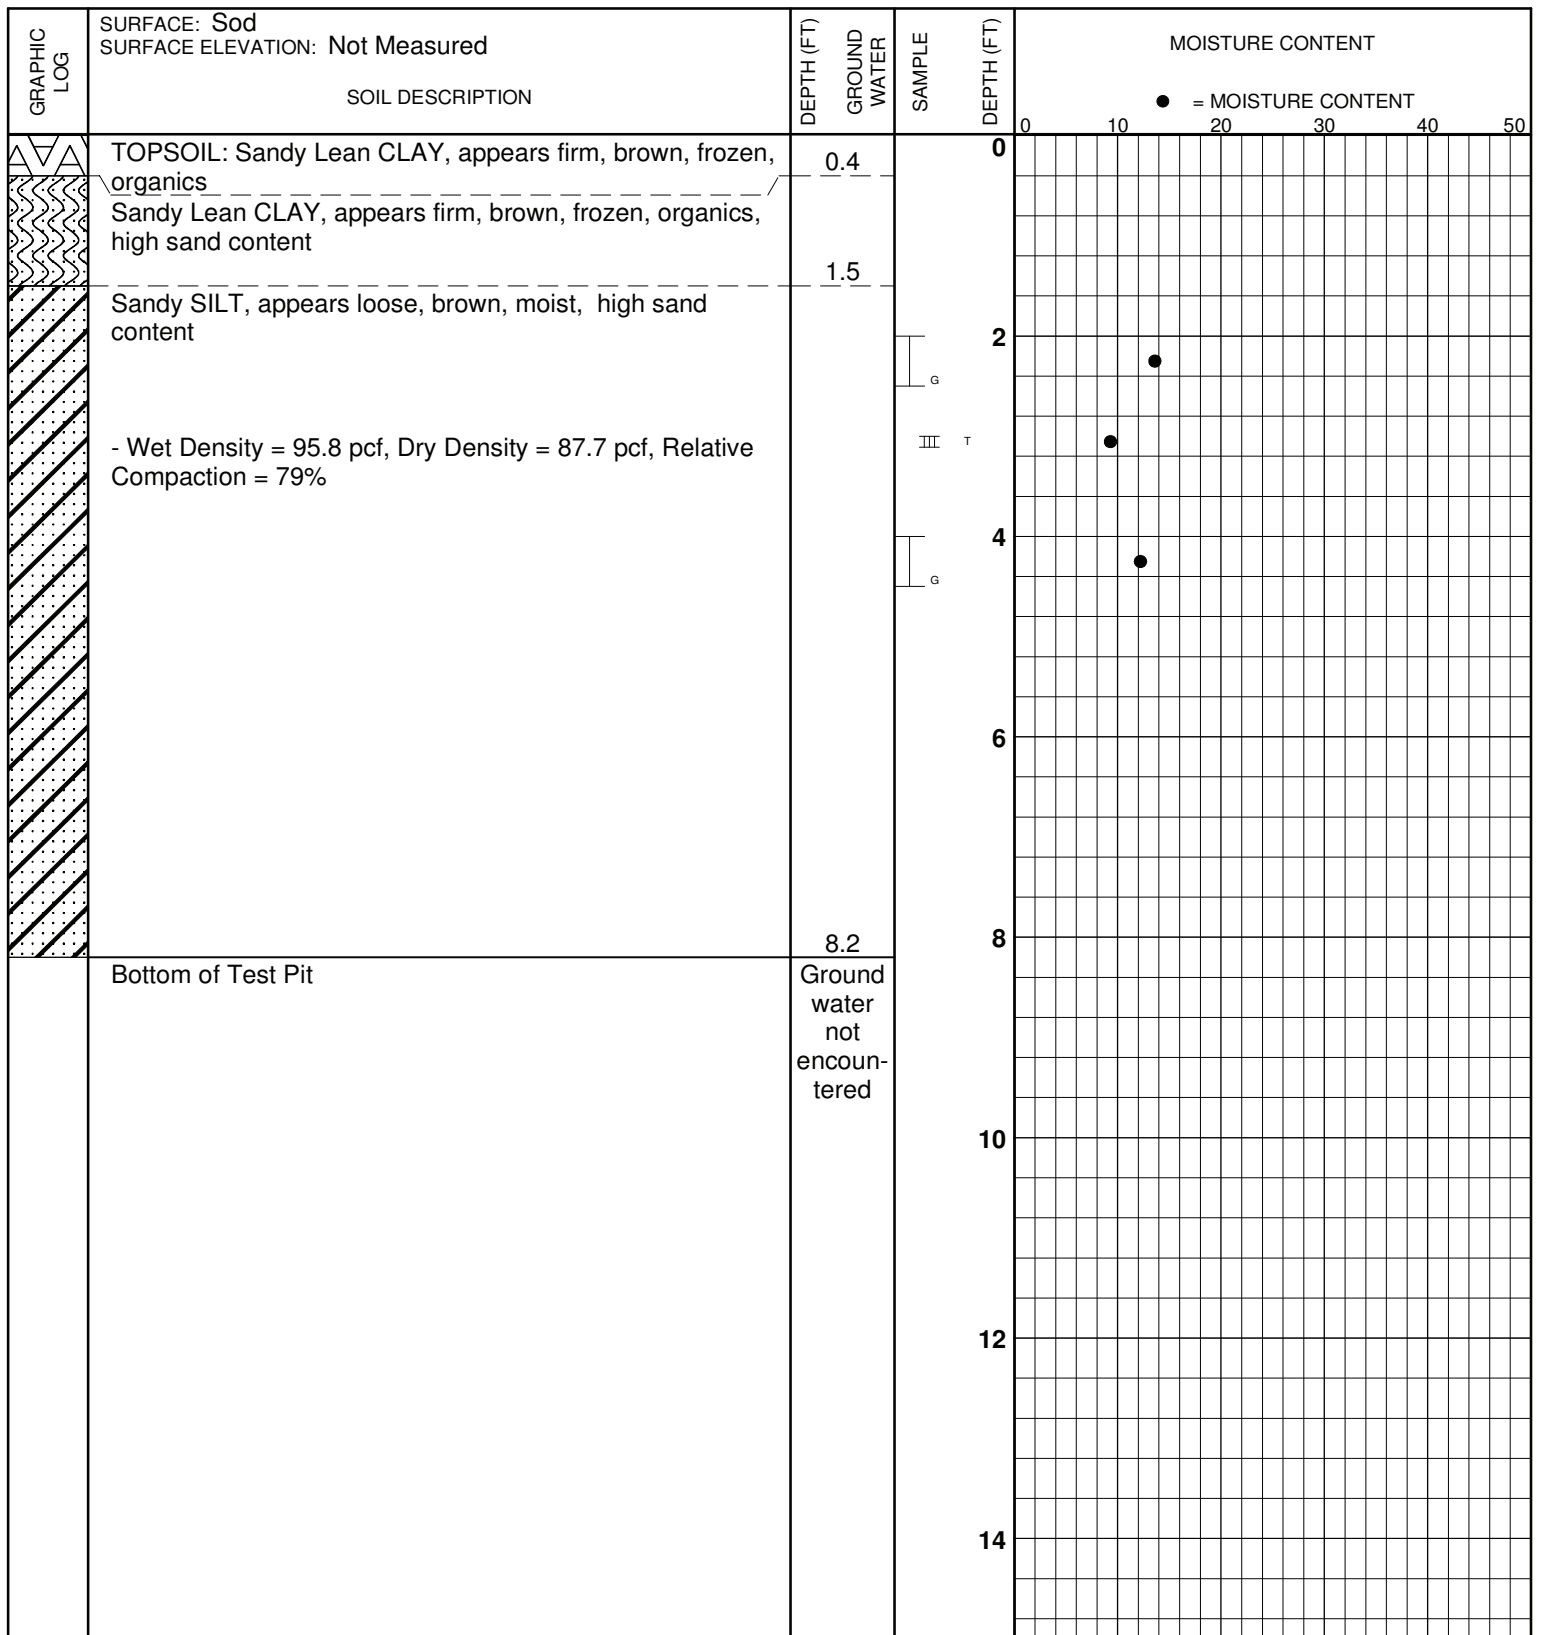 GRAPHIC
LOG
SURFACE: Sod
SURFACE ELEVATION: Not Measured
SOIL DESCRIPTION
DEPTH (FT)
GROUND
WATER
SAMPLE
DEPTH (FT)
MOISTURE CONTENT
= MOISTURE CONTENT
0 10 20 30 40 50
0
TOPSOIL: Sandy Lean CLAY, appears firm, brown, frozen,
organics
0.4
Sandy Lean CLAY, appears firm, brown, frozen, organics,
high sand content
1.5
Sandy SILT, appears loose, brown, moist, high sand
content
2
G
- Wet Density = 95.8 pcf, Dry Density = 87.7 pcf, Relative
Compaction = 79%
T
4
G
6
8
8.2
Bottom of Test Pit
Ground
water
not
encoun-
tered
10
12
14